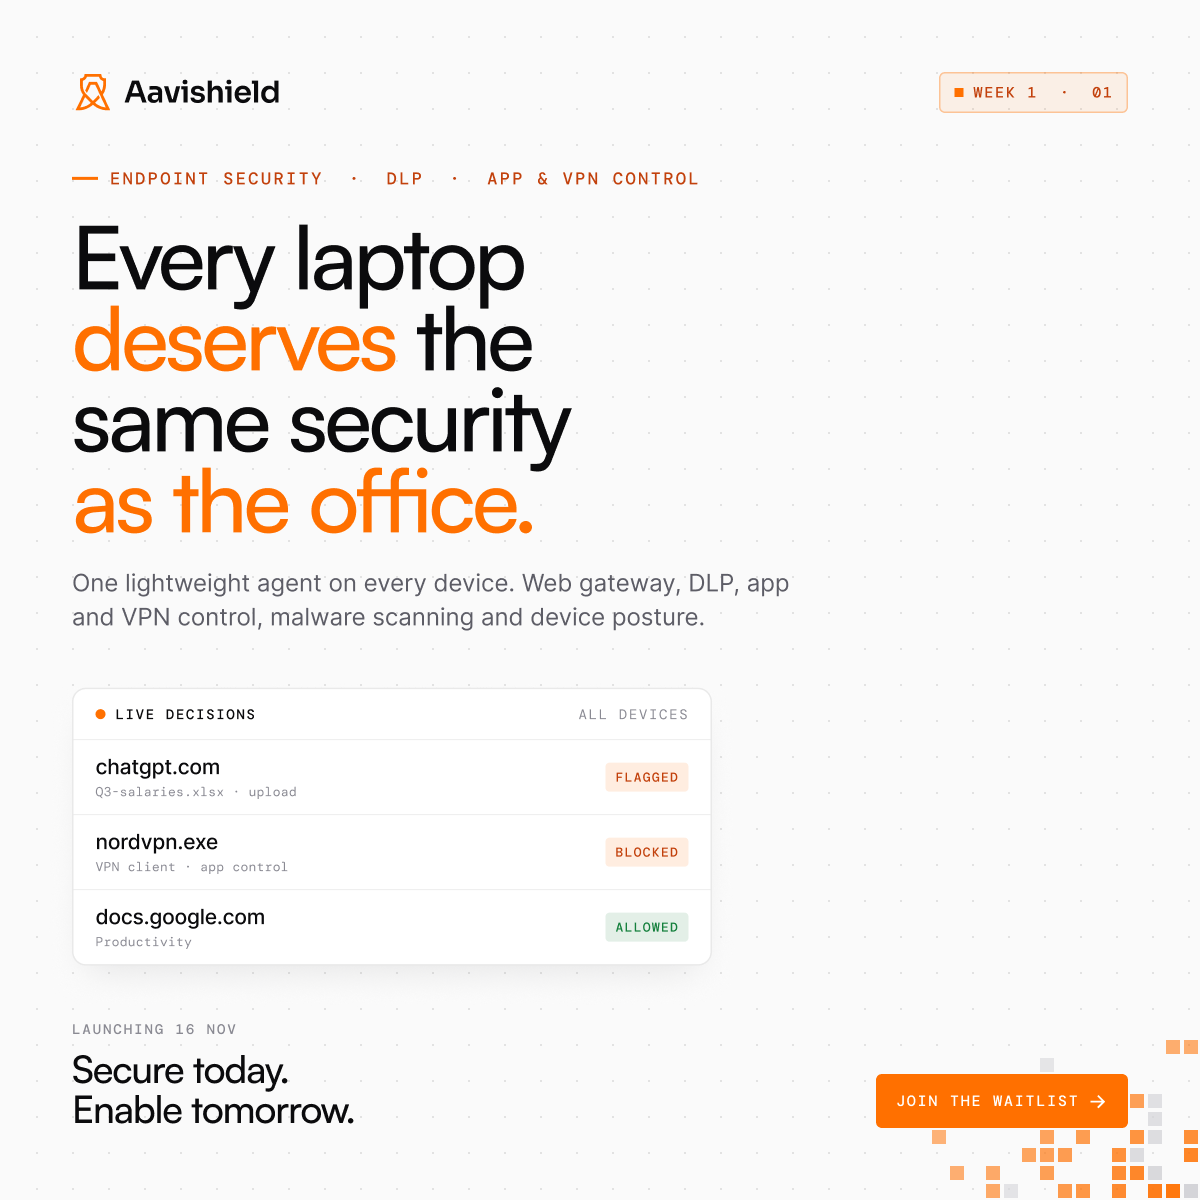 Aavishield
WEEK 1 · 01
ENDPOINT SECURITY · DLP · APP & VPN CONTROL
Every laptop
deserves the
same security
as the office.
One lightweight agent on every device. Web gateway, DLP, app
and VPN control, malware scanning and device posture.
LIVE DECISIONS
ALL DEVICES
chatgpt.com
Q3-salaries.xlsx · upload
FLAGGED
nordvpn.exe
VPN client · app control
BLOCKED
docs.google.com
Productivity
ALLOWED
LAUNCHING 16 NOV
Secure today.
Enable tomorrow.
JOIN THE WAITLIST →